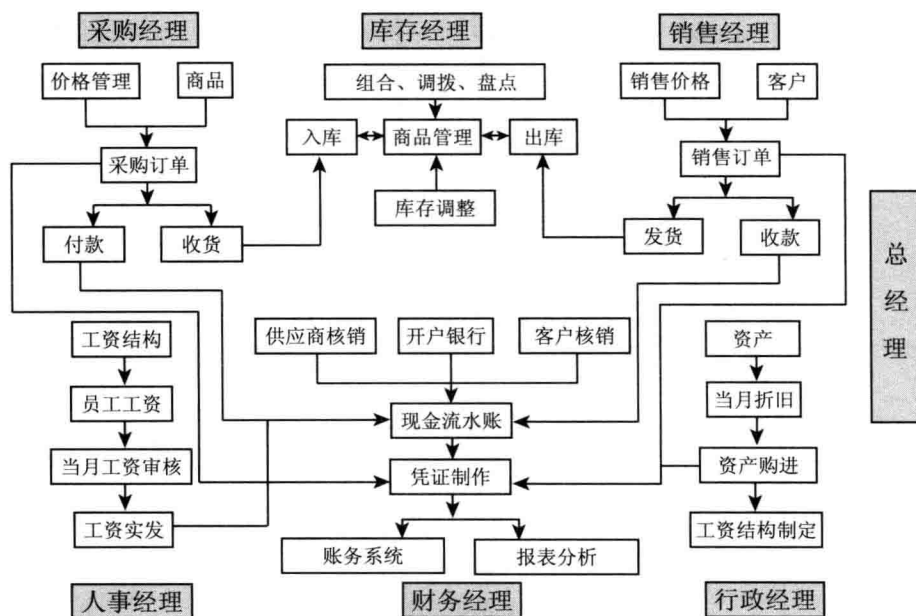 采购经理
库存经理
销售经理
价格管理
商品
组合、调拨、盘点
销售价格
客户
入库
商品管理
出库
采购订单
销售订单
库存调整
付款
收货
发货
收款
总经理
工资结构
供应商核销
开户银行
客户核销
资产
员工工资
现金流水账
当月折旧
当月工资审核
凭证制作
资产购进
工资实发
工资结构制定
账务系统
报表分析
人事经理
财务经理
行政经理